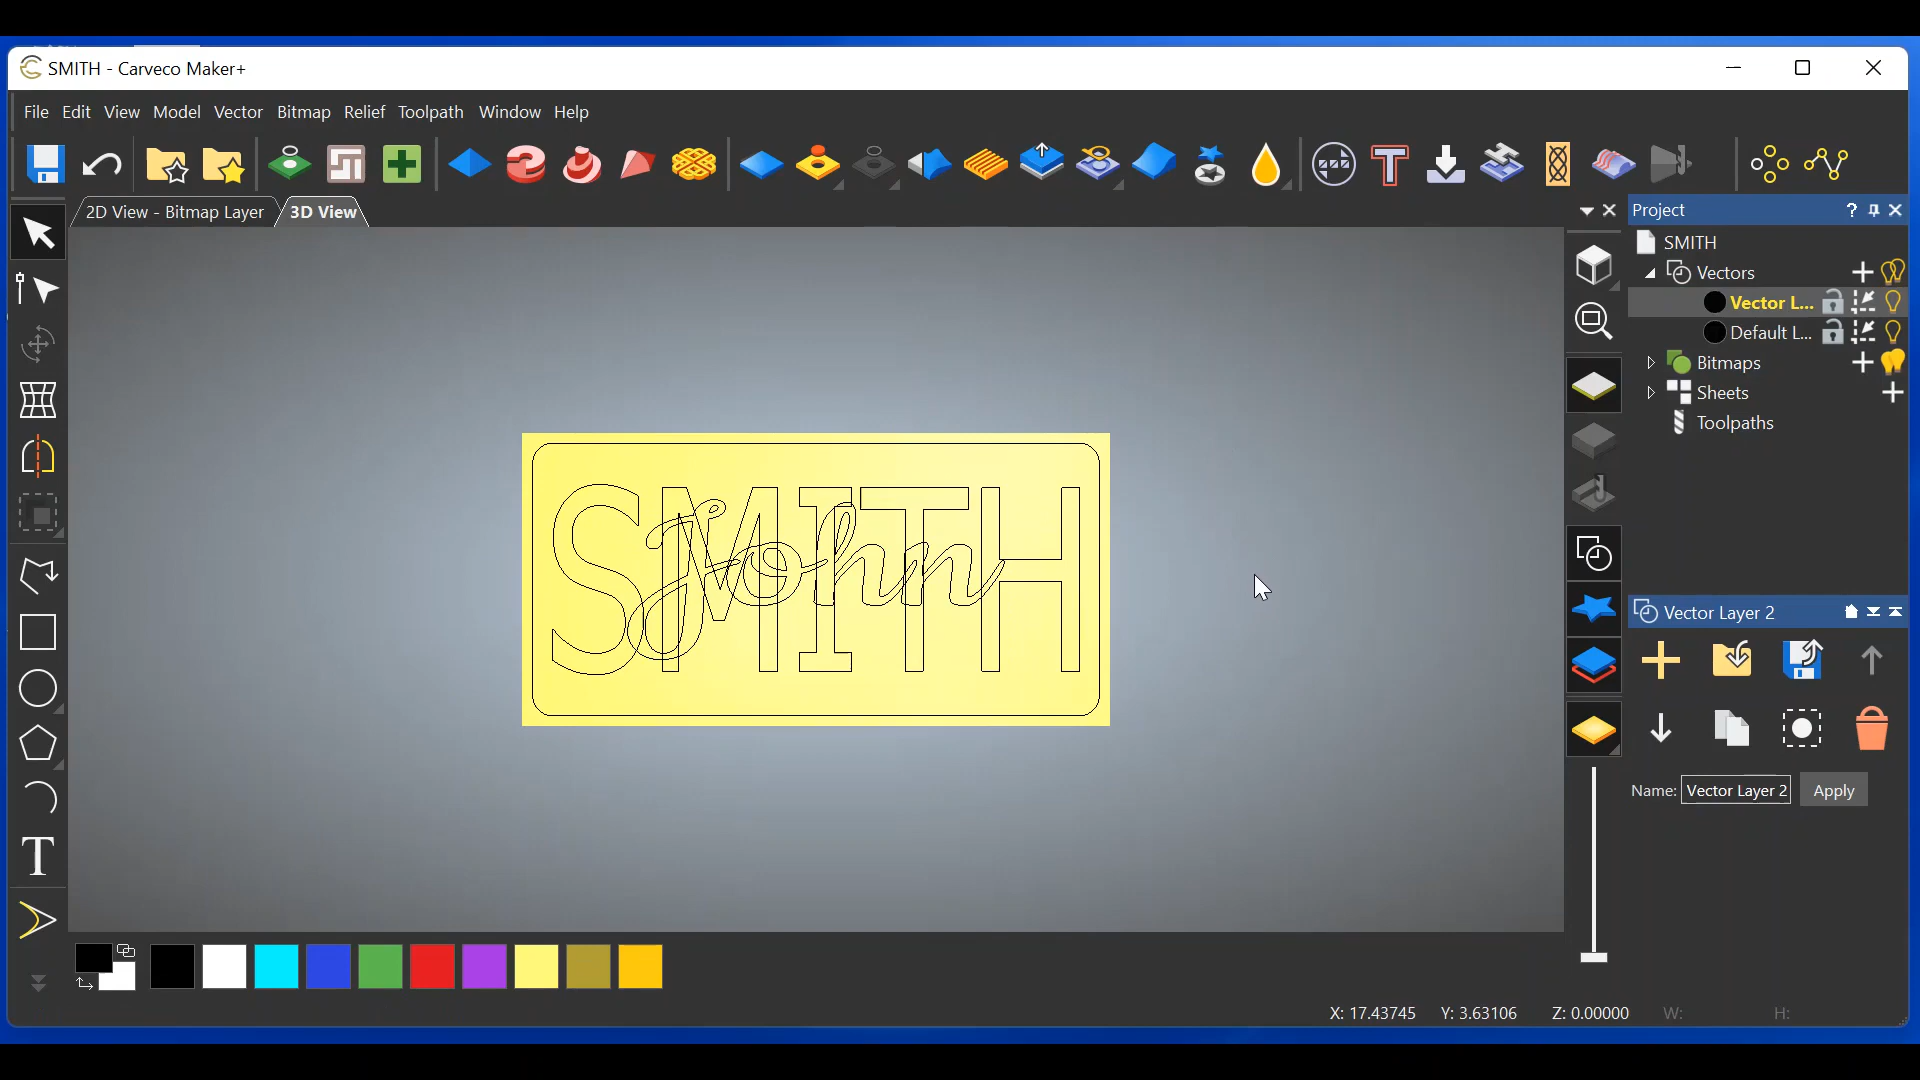 SMITH - Carveco Maker+
File Edit View Model Vector Bitmap Relief Toolpath Window Help
2D View - Bitmap Layer
3D View
Project
SMITH
Vectors
Vector L...
Default L...
Bitmaps
Sheets
Toolpaths
SMITH
John
Vector Layer 2
Name: Vector Layer 2 Apply
X: 17.43745 Y: 3.63106 Z: 0.00000 W: H: